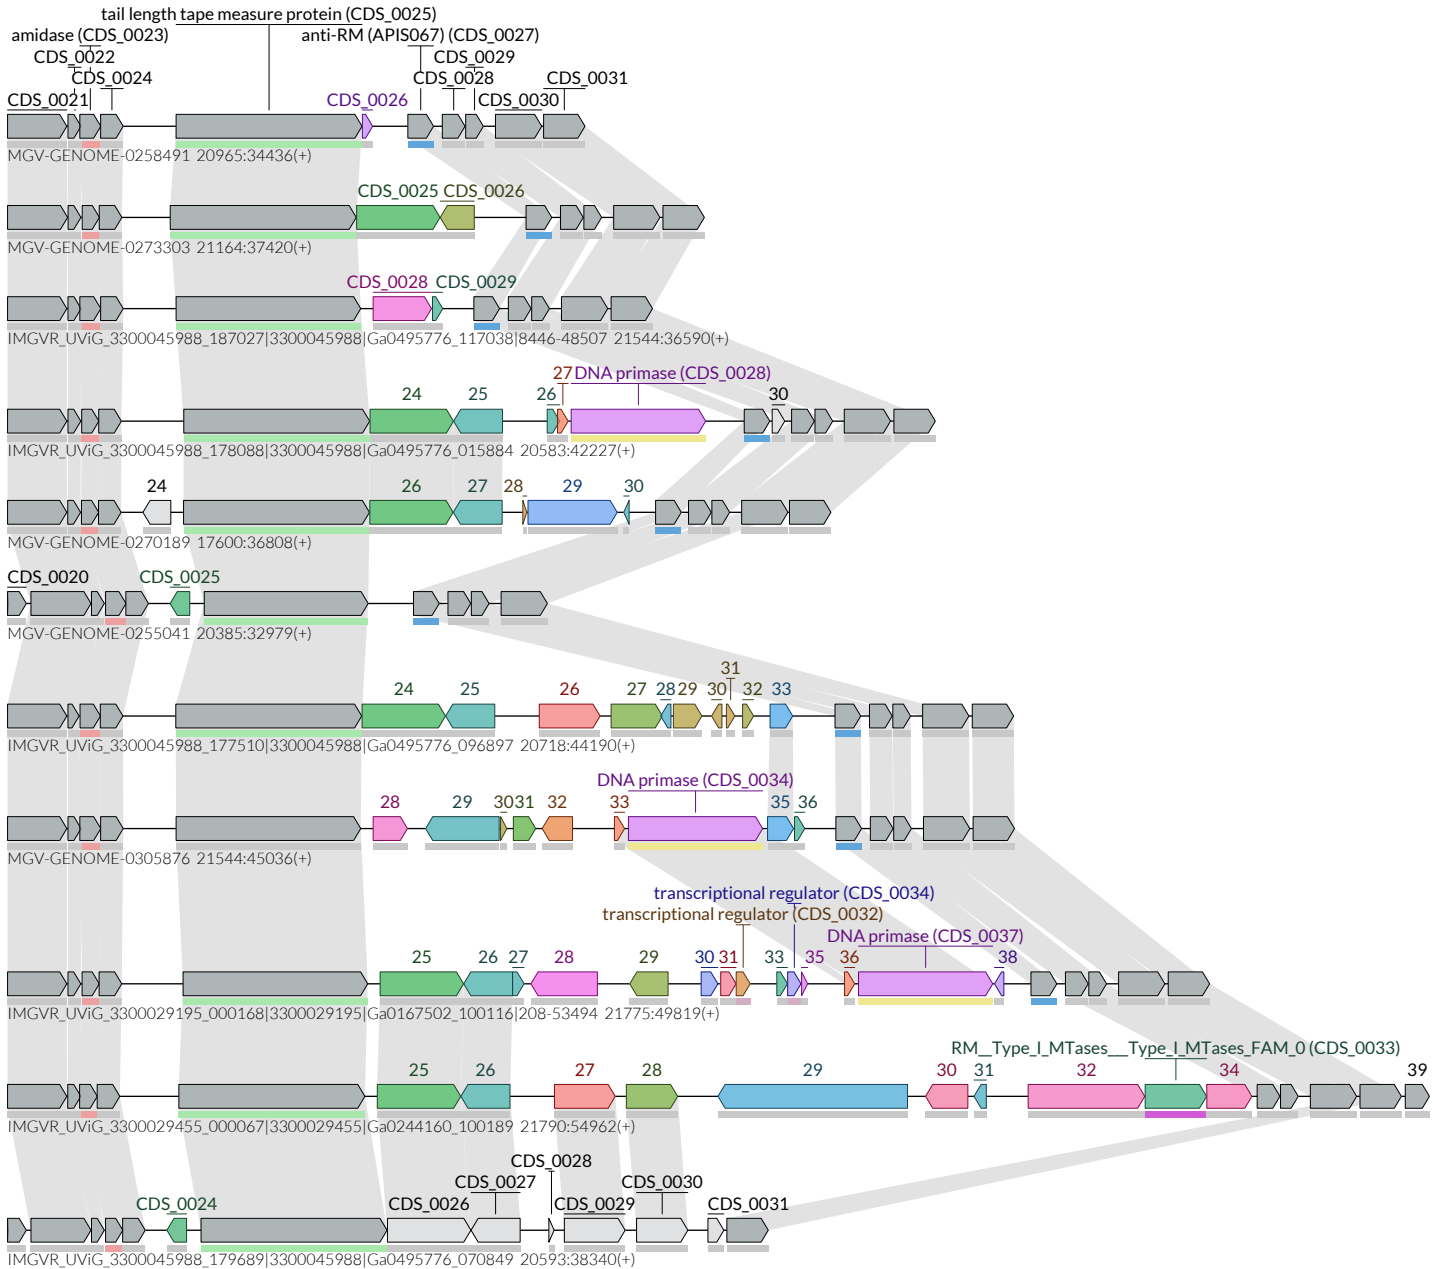 tail length tape measure protein (CDS_0025)
amidase (CDS_0023) anti-RM (APIS067) (CDS_0027)
CDS_0022 CDS_0029
CDS_0024 CDS_0028 CDS_0031
CDS_0021 CDS_0026 CDS_0030
MGV-GENOME-0258491 20965:34436(+)
CDS_0025 CDS_0026
MGV-GENOME-0273303 21164:37420(+)
CDS_0028 CDS_0029
IMGVR_UViG_3300045988_187027|3300045988|Ga0495776_117038|8446-48507 21544:36590(+)
27 DNA primase (CDS_0028)
24 25 26 30
IMGVR_UViG_3300045988_178088|3300045988|Ga0495776_015884 20583:42227(+)
24 26 27 28 29 30
MGV-GENOME-0270189 17600:36808(+)
CDS_0020 CDS_0025
MGV-GENOME-0255041 20385:32979(+)
31
24 25 26 27 28 29 30 32 33
IMGVR_UViG_3300045988_177510|3300045988|Ga0495776_096897 20718:44190(+)
DNA primase (CDS_0034)
28 29 30 31 32 33 35 36
MGV-GENOME-0305876 21544:45036(+)
transcriptional regulator (CDS_0034)
transcriptional regulator (CDS_0032)
DNA primase (CDS_0037)
25 26 27 28 29 30 31 33 35 36 38
IMGVR_UViG_3300029195_000168|3300029195|Ga0167502_100116|208-53494 21775:49819(+)
RM__Type_I_MTases__Type_I_MTases_FAM_0 (CDS_0033)
25 26 27 28 29 30 31 32 34 39
IMGVR_UViG_3300029455_000067|3300029455|Ga0244160_100189 21790:54962(+)
CDS_0028
CDS_0027 CDS_0030
CDS_0024 CDS_0026 CDS_0029 CDS_0031
IMGVR_UViG_3300045988_179689|3300045988|Ga0495776_070849 20593:38340(+)